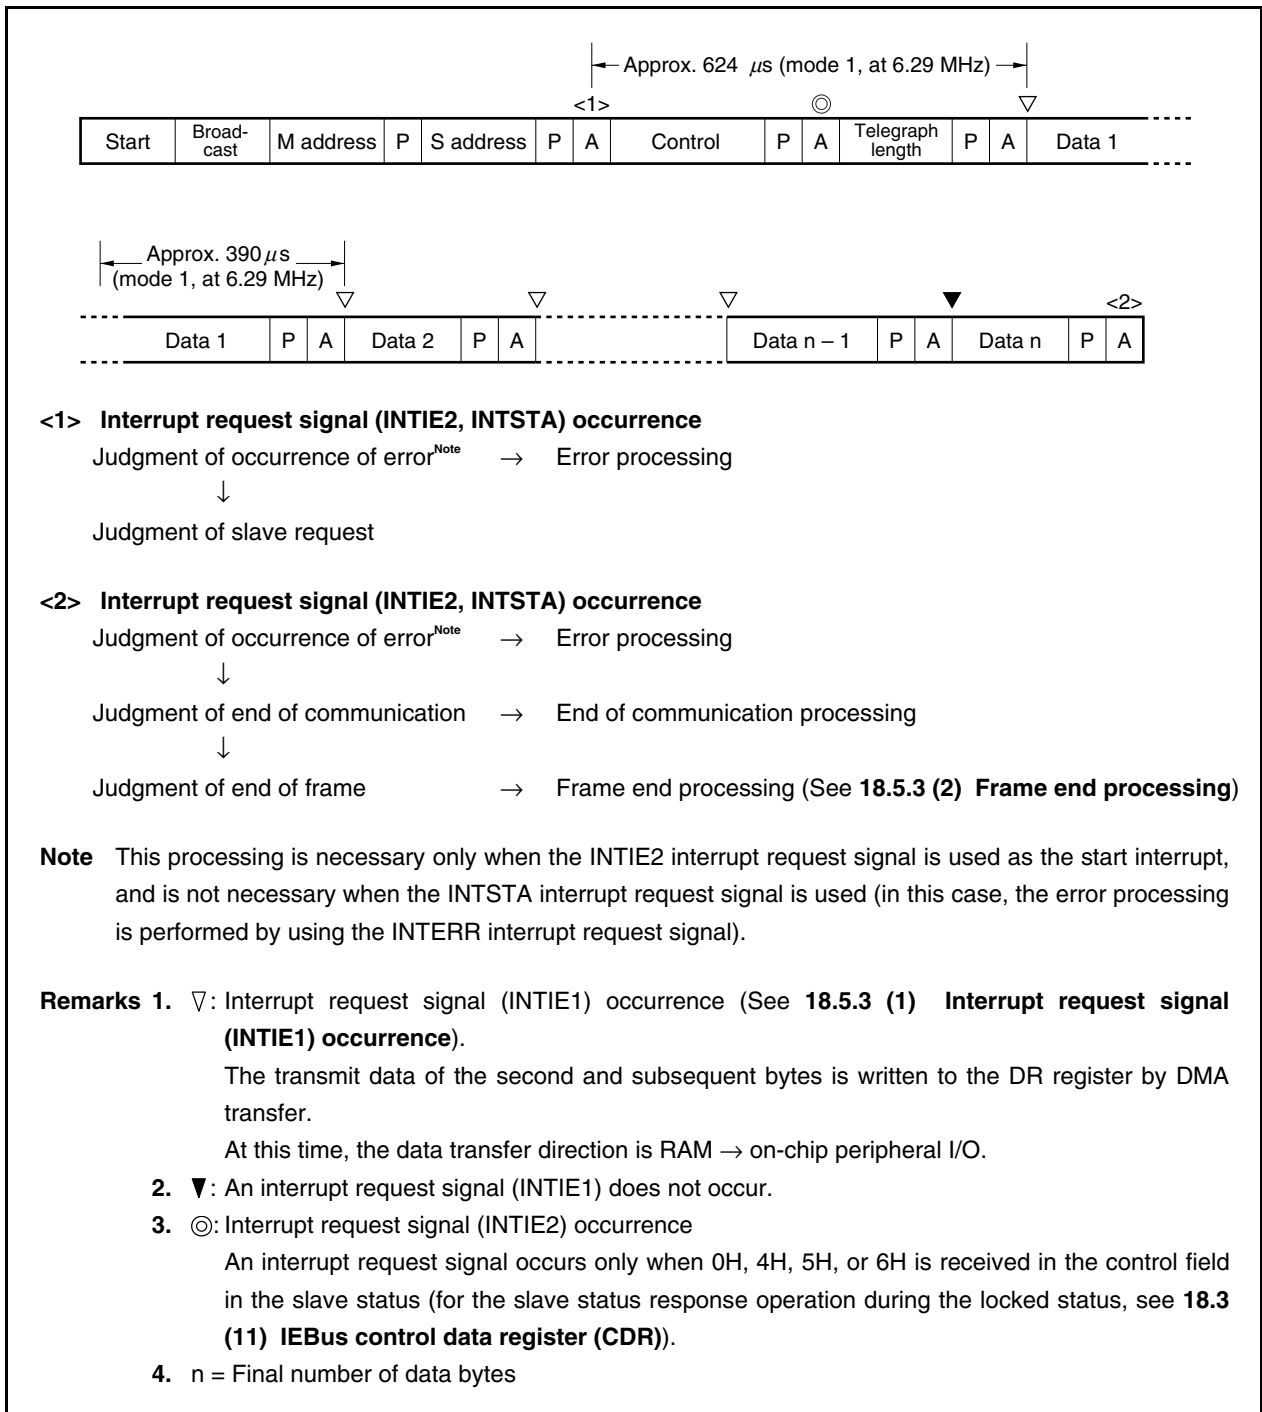 Approx. 624 μs (mode 1, at 6.29 MHz)
<1> ◎ ▽
Start Broad-cast M address P S address P A Control P A Telegraph length P A Data 1
Approx. 390 μs
(mode 1, at 6.29 MHz)
▽ ▽ ▽ ▼ <2>
Data 1 P A Data 2 P A Data n – 1 P A Data n P A
<1> Interrupt request signal (INTIE2, INTSTA) occurrence
Judgment of occurrence of errorNote → Error processing
↓
Judgment of slave request
<2> Interrupt request signal (INTIE2, INTSTA) occurrence
Judgment of occurrence of errorNote → Error processing
↓
Judgment of end of communication → End of communication processing
↓
Judgment of end of frame → Frame end processing (See 18.5.3 (2) Frame end processing)
Note This processing is necessary only when the INTIE2 interrupt request signal is used as the start interrupt,
and is not necessary when the INTSTA interrupt request signal is used (in this case, the error processing
is performed by using the INTERR interrupt request signal).
Remarks 1. ▽: Interrupt request signal (INTIE1) occurrence (See 18.5.3 (1) Interrupt request signal
(INTIE1) occurrence).
The transmit data of the second and subsequent bytes is written to the DR register by DMA
transfer.
At this time, the data transfer direction is RAM → on-chip peripheral I/O.
2. ▼: An interrupt request signal (INTIE1) does not occur.
3. ◎: Interrupt request signal (INTIE2) occurrence
An interrupt request signal occurs only when 0H, 4H, 5H, or 6H is received in the control field
in the slave status (for the slave status response operation during the locked status, see 18.3
(11) IEBus control data register (CDR)).
4. n = Final number of data bytes